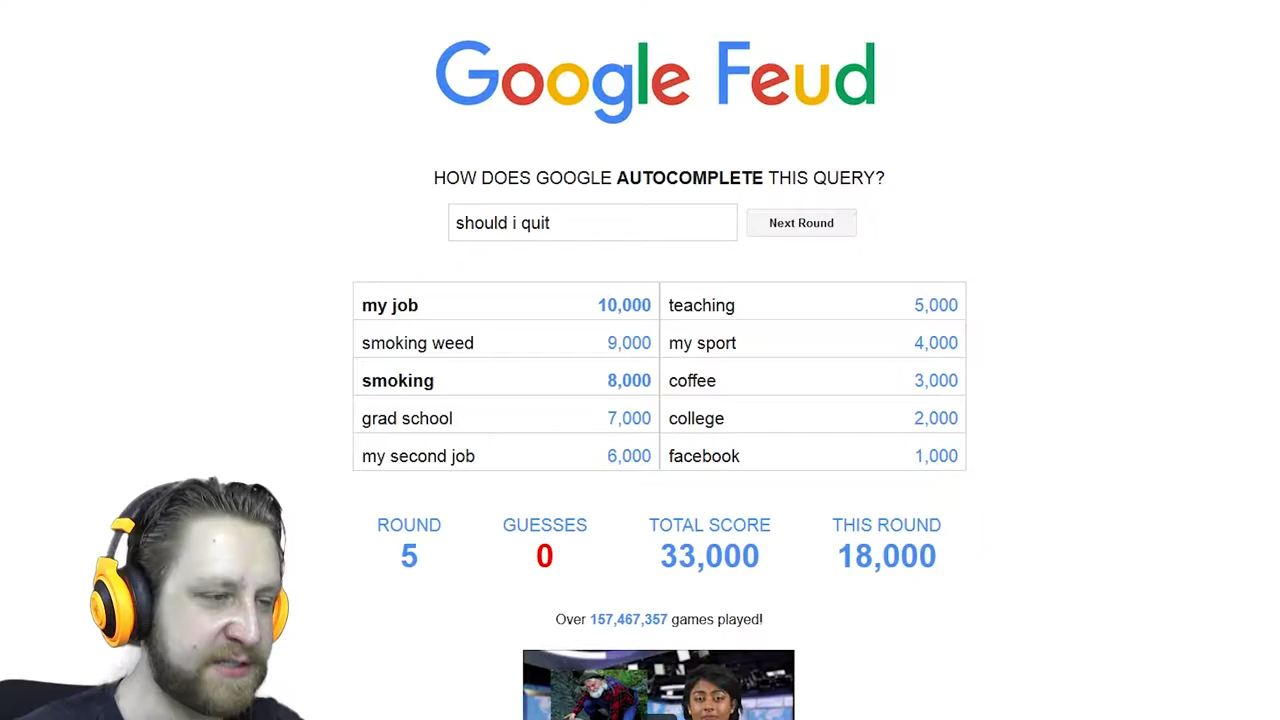 Google Feud
HOW DOES GOOGLE AUTOCOMPLETE THIS QUERY?
should i quit
Next Round
my job 10,000
smoking weed 9,000
smoking 8,000
grad school 7,000
my second job 6,000
teaching 5,000
my sport 4,000
coffee 3,000
college 2,000
facebook 1,000
ROUND GUESSES TOTAL SCORE THIS ROUND
5 0 33,000 18,000
Over 157,467,357 games played!